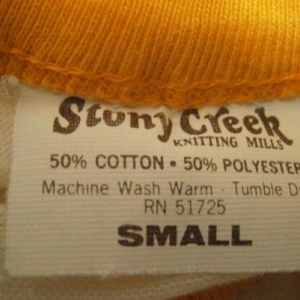 Stony Creek
KNITTING MILLS
50% COTTON • 50% POLYESTER
Machine Wash Warm - Tumble D
RN 51725
SMALL